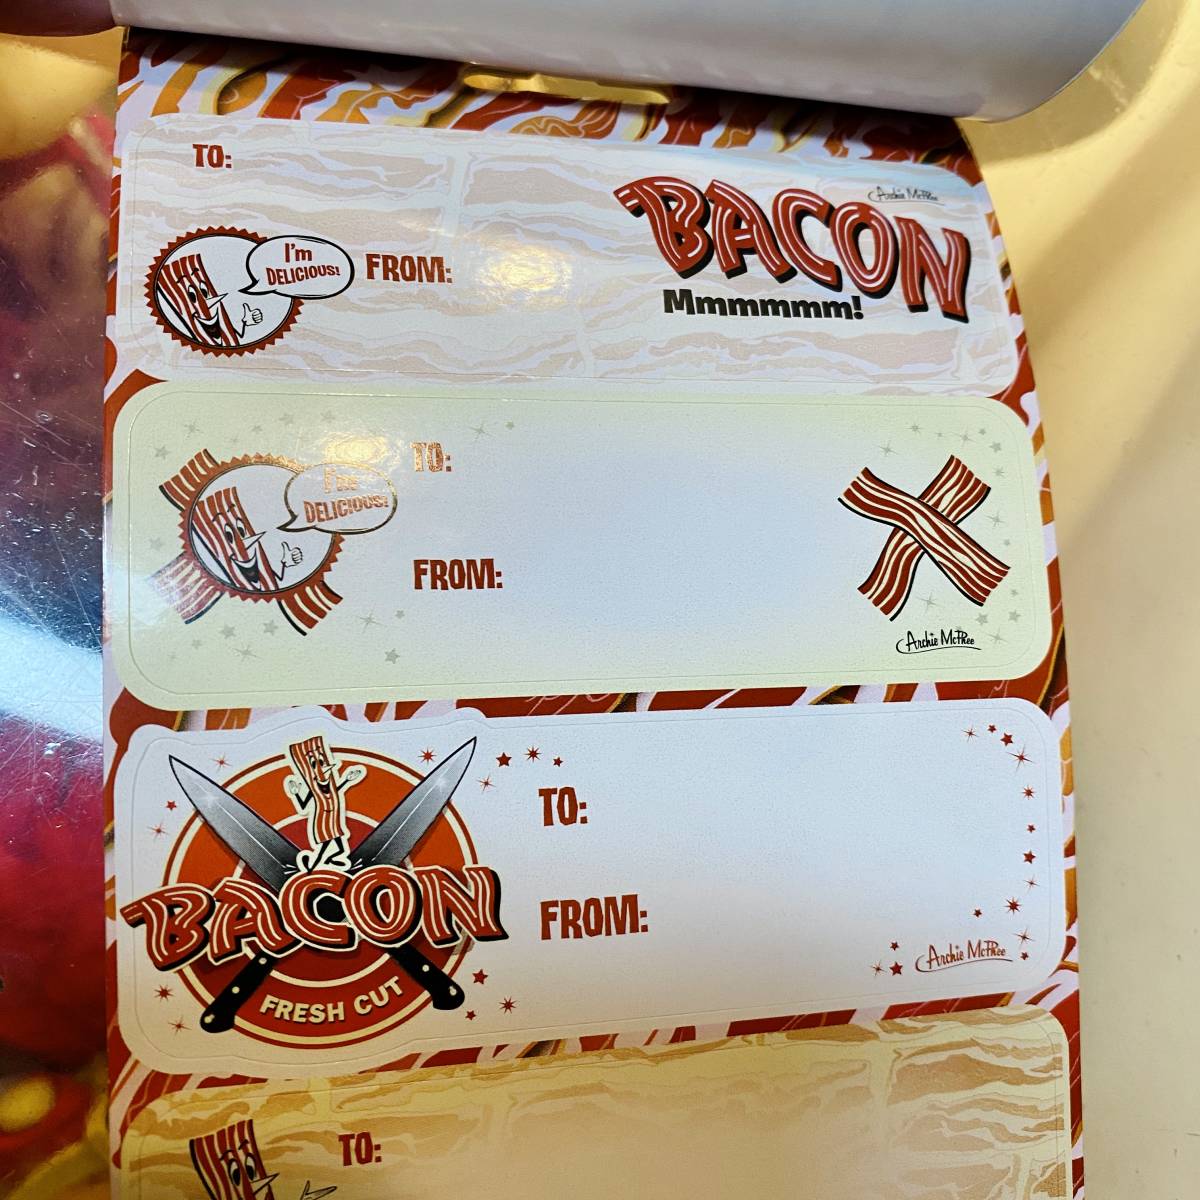 TO:
Archie McPhee
BACON
I'm
DELICIOUS!
FROM:
Mmmmmmm!
TO:
I'm
DELICIOUS!
FROM:
Archie McPhee
TO:
BACON
FROM:
Archie McPhee
FRESH CUT
TO: